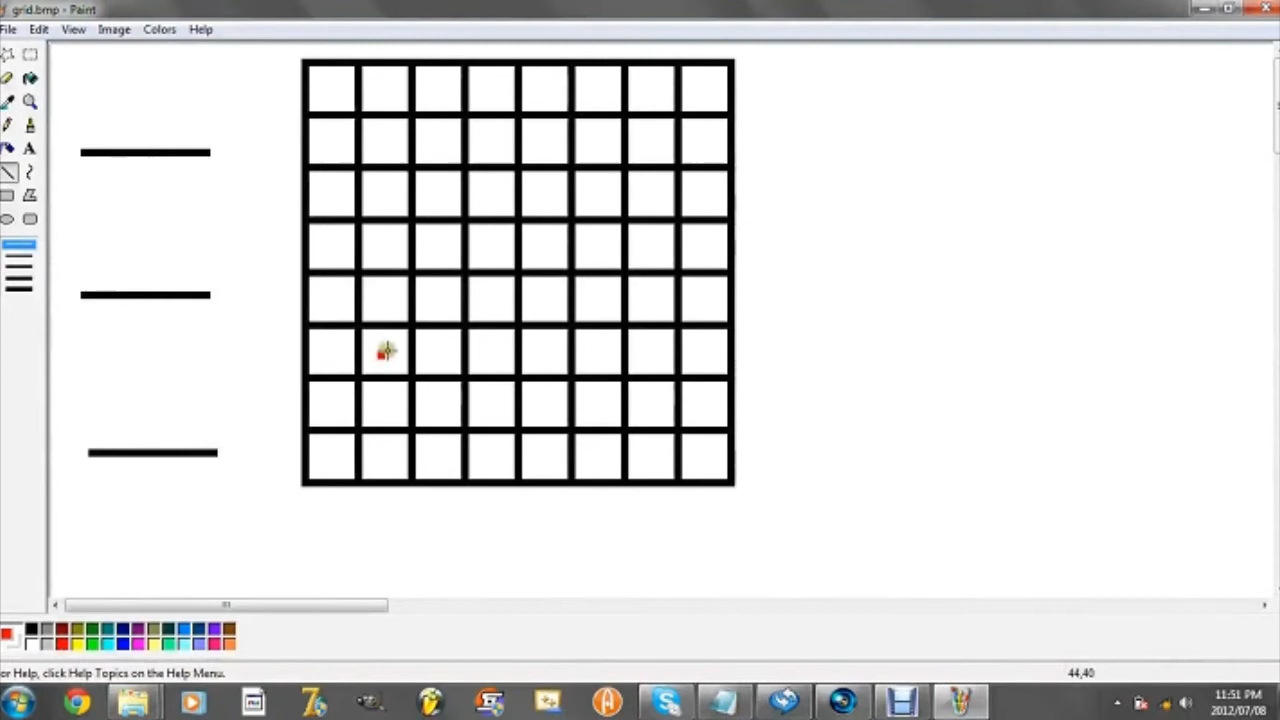 grid.bmp - Paint
File Edit View Image Colors Help
A
or Help, click Help Topics on the Help Menu.
44,40
11:51 PM
2012/07/08